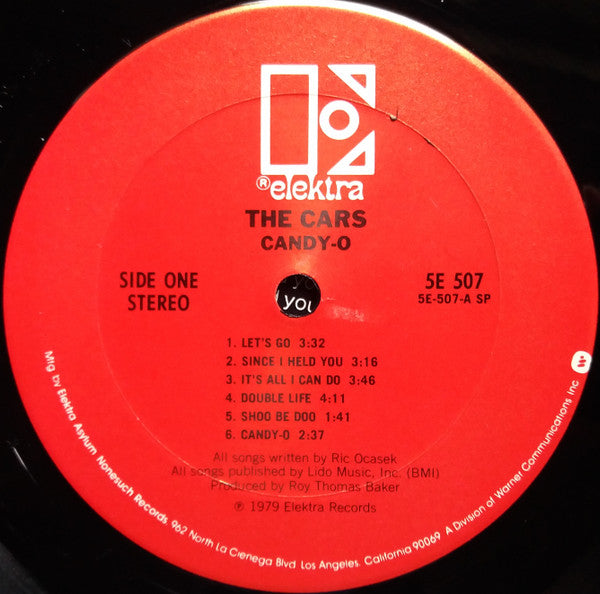 ® elektra
THE CARS
CANDY-O
SIDE ONE
STEREO
5E 507
5E-507-A SP
you
1. LET'S GO 3:32
2. SINCE I HELD YOU 3:16
3. IT'S ALL I CAN DO 3:46
4. DOUBLE LIFE 4:11
5. SHOO BE DOO 1:41
6. CANDY-O 2:37
All songs written by Ric Ocasek
All songs published by Lido Music, Inc. (BMI)
Produced by Roy Thomas Baker
℗ 1979 Elektra Records
Mfg by Elektra Asylum Nonesuch Records 962 North La Cienega Blvd Los Angeles. California 90069 A Division of Warner Communications Inc